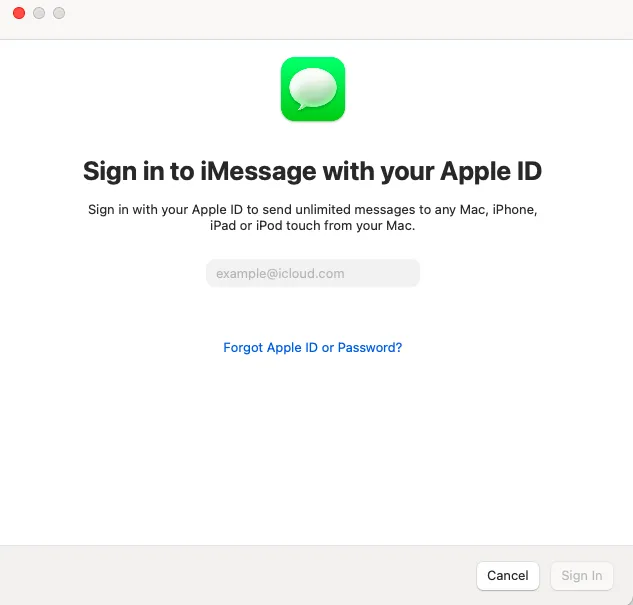 Sign in to iMessage with your Apple ID
Sign in with your Apple ID to send unlimited messages to any Mac, iPhone,
iPad or iPod touch from your Mac.
example@icloud.com
Forgot Apple ID or Password?
Cancel
Sign In